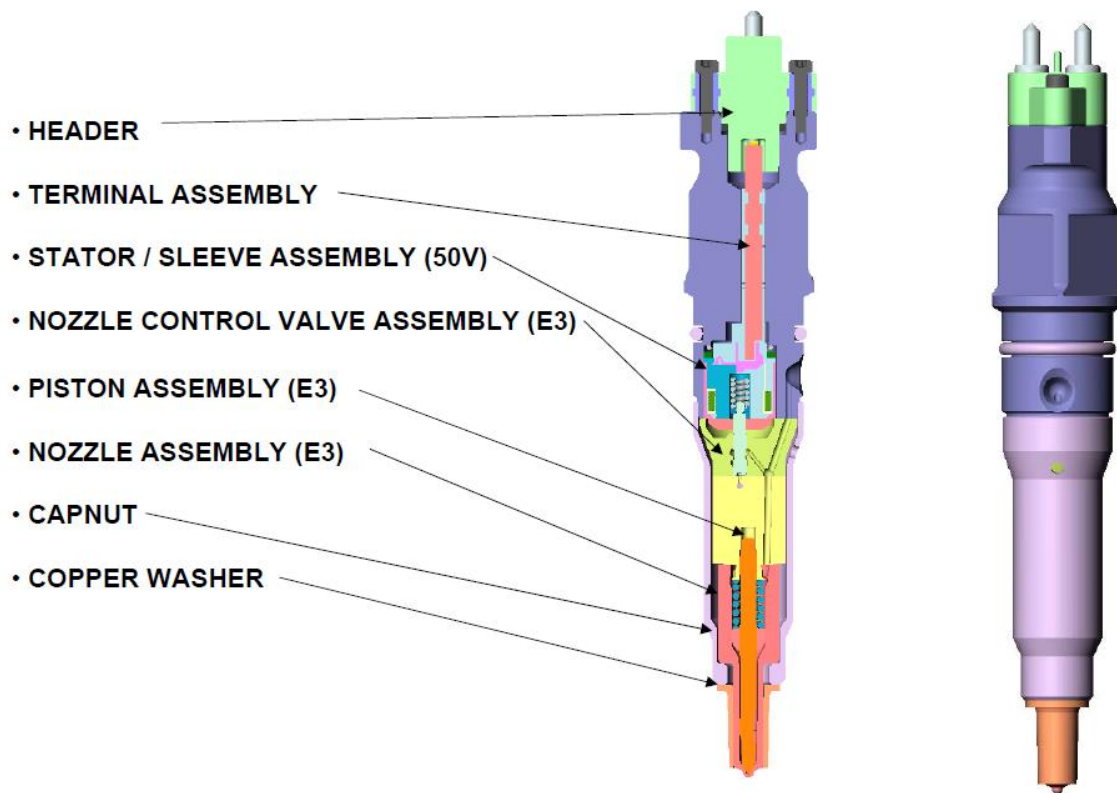 • HEADER
• TERMINAL ASSEMBLY
• STATOR / SLEEVE ASSEMBLY (50V)
• NOZZLE CONTROL VALVE ASSEMBLY (E3)
• PISTON ASSEMBLY (E3)
• NOZZLE ASSEMBLY (E3)
• CAPNUT
• COPPER WASHER